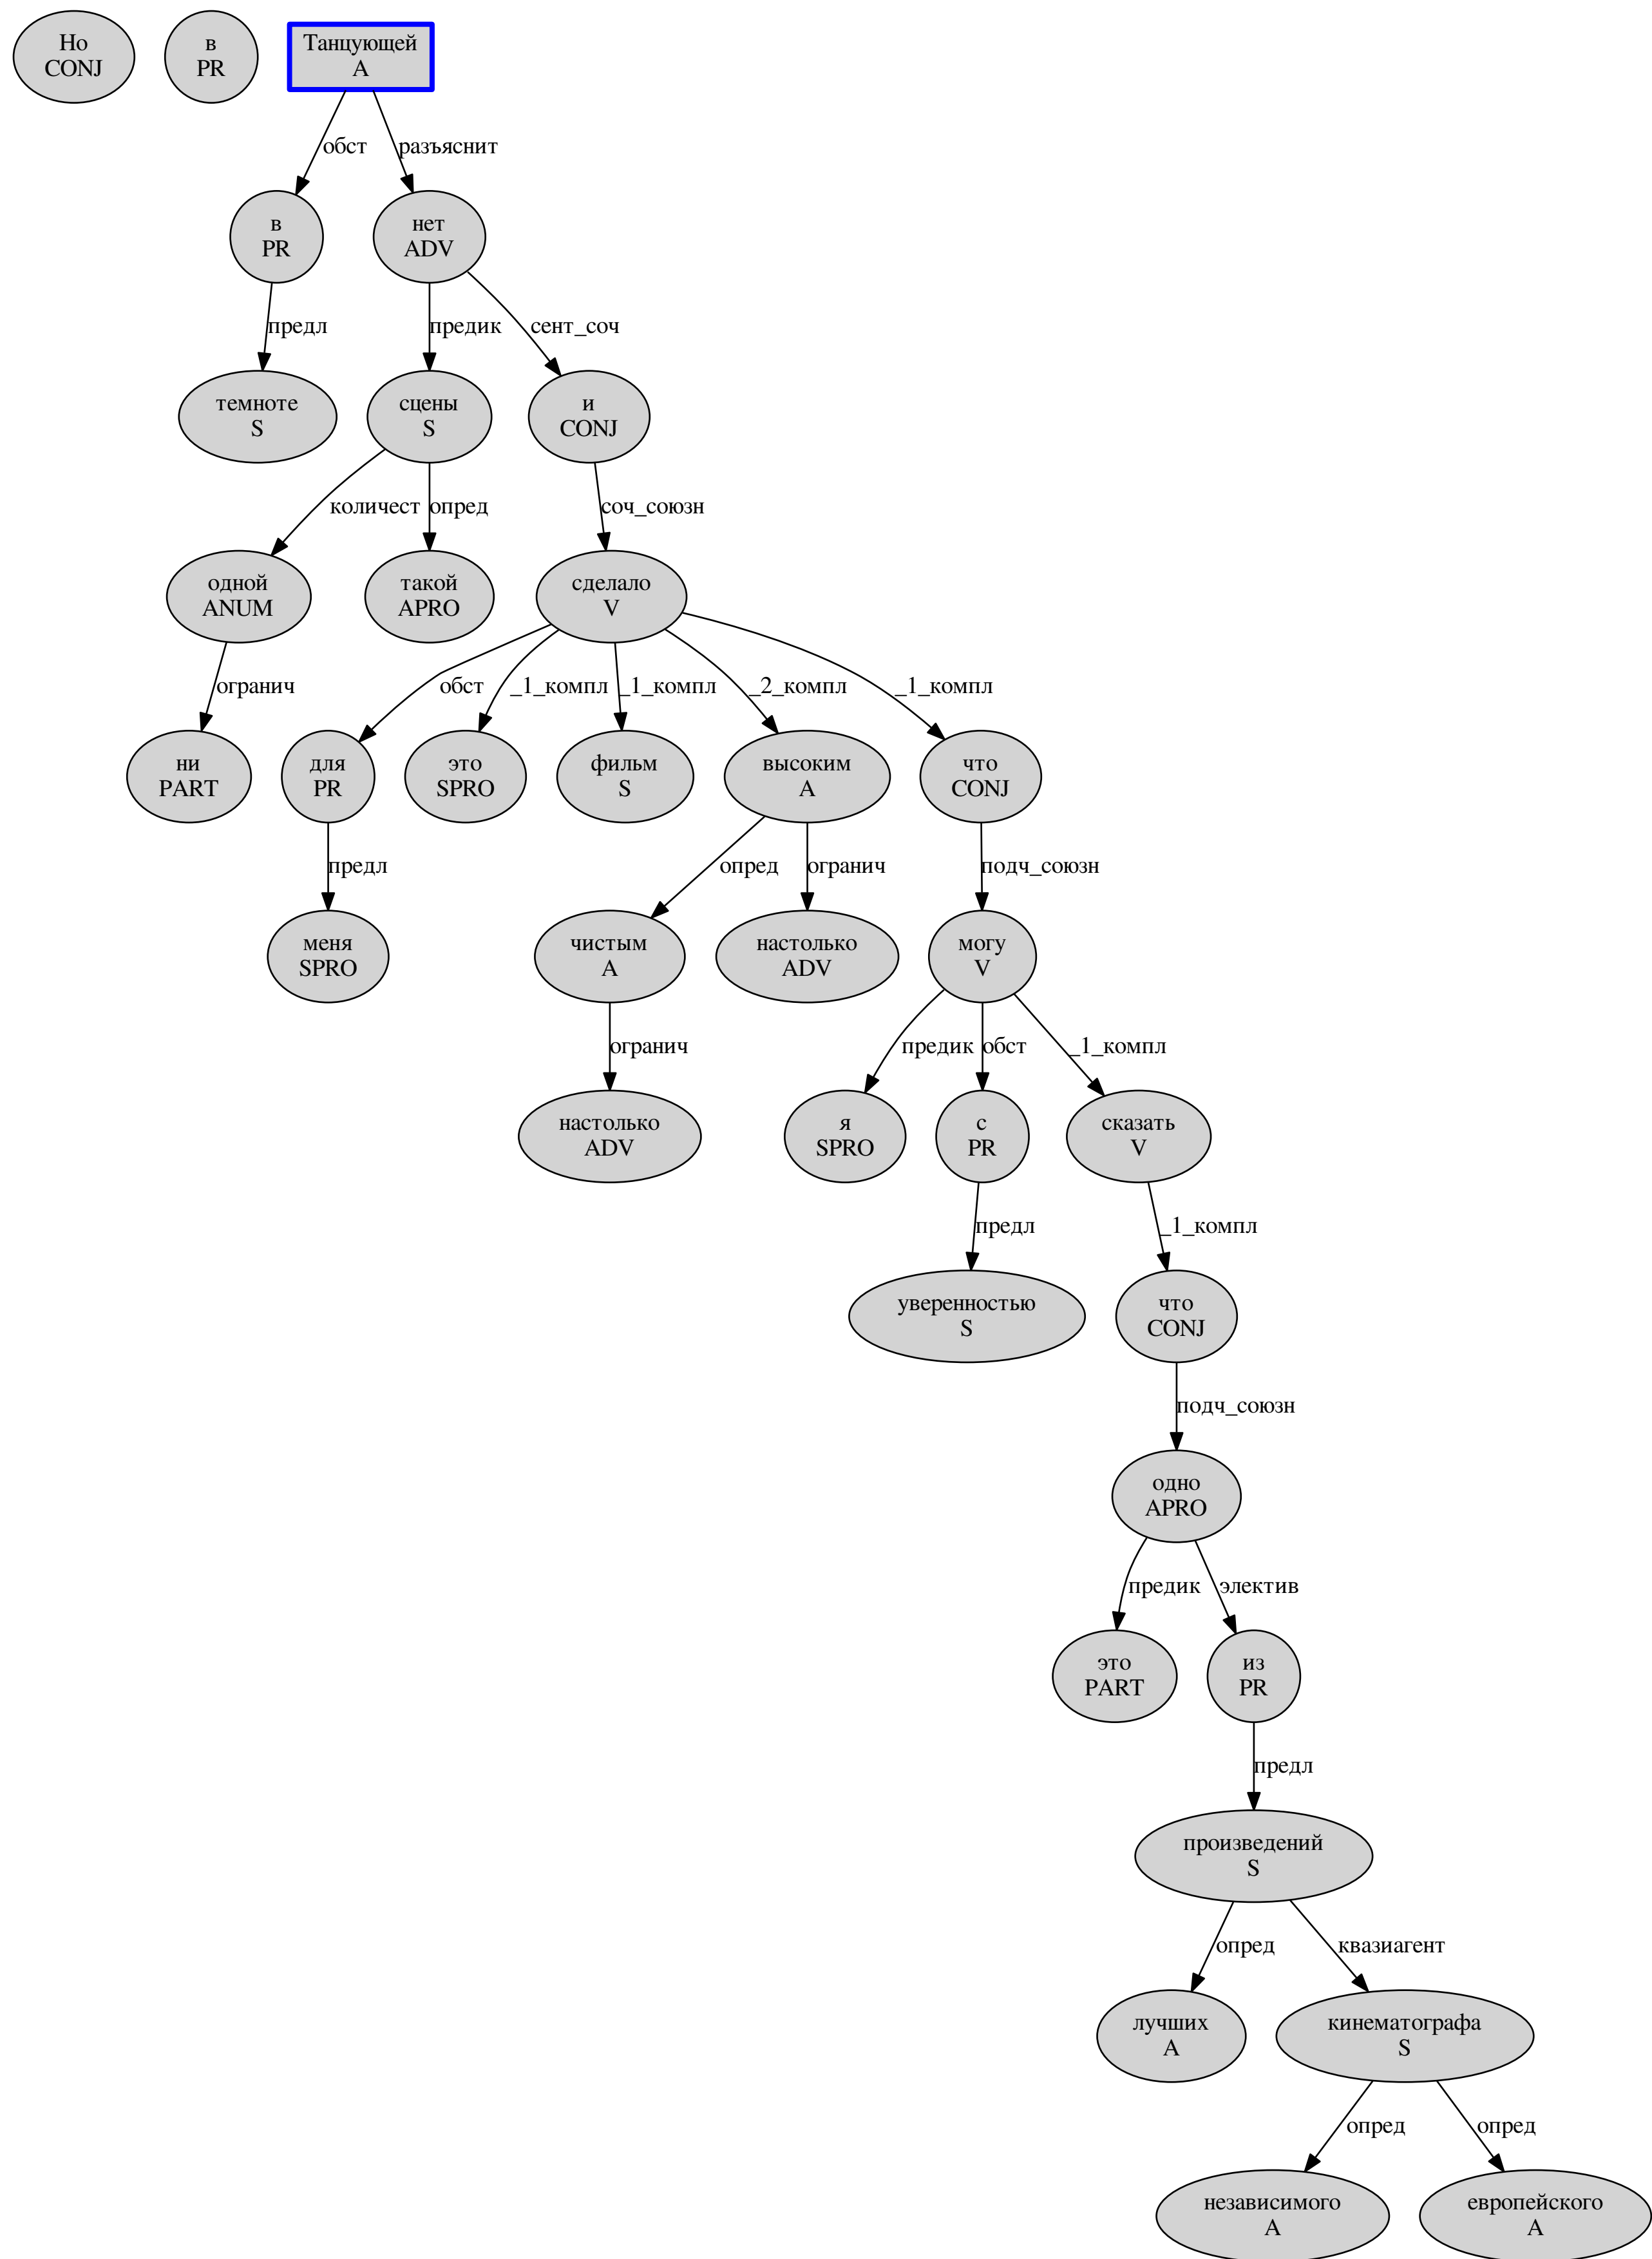 Но
CONJ
в
PR
Танцующей
A
обст
разъяснит
в
PR
нет
ADV
предл
предик
сент_соч
темноте
S
сцены
S
и
CONJ
количест
опред
соч_союзн
одной
ANUM
такой
APRO
сделало
V
огранич
обст
_1_компл
_1_компл
_2_компл
_1_компл
ни
PART
для
PR
это
SPRO
фильм
S
высоким
A
что
CONJ
предл
опред
огранич
подч_союзн
меня
SPRO
чистым
A
настолько
ADV
могу
V
огранич
предик
обст
_1_компл
настолько
ADV
я
SPRO
с
PR
сказать
V
предл
_1_компл
уверенностью
S
что
CONJ
подч_союзн
одно
APRO
предик
электив
это
PART
из
PR
предл
произведений
S
опред
квазиагент
лучших
A
кинематографа
S
опред
опред
независимого
A
европейского
A